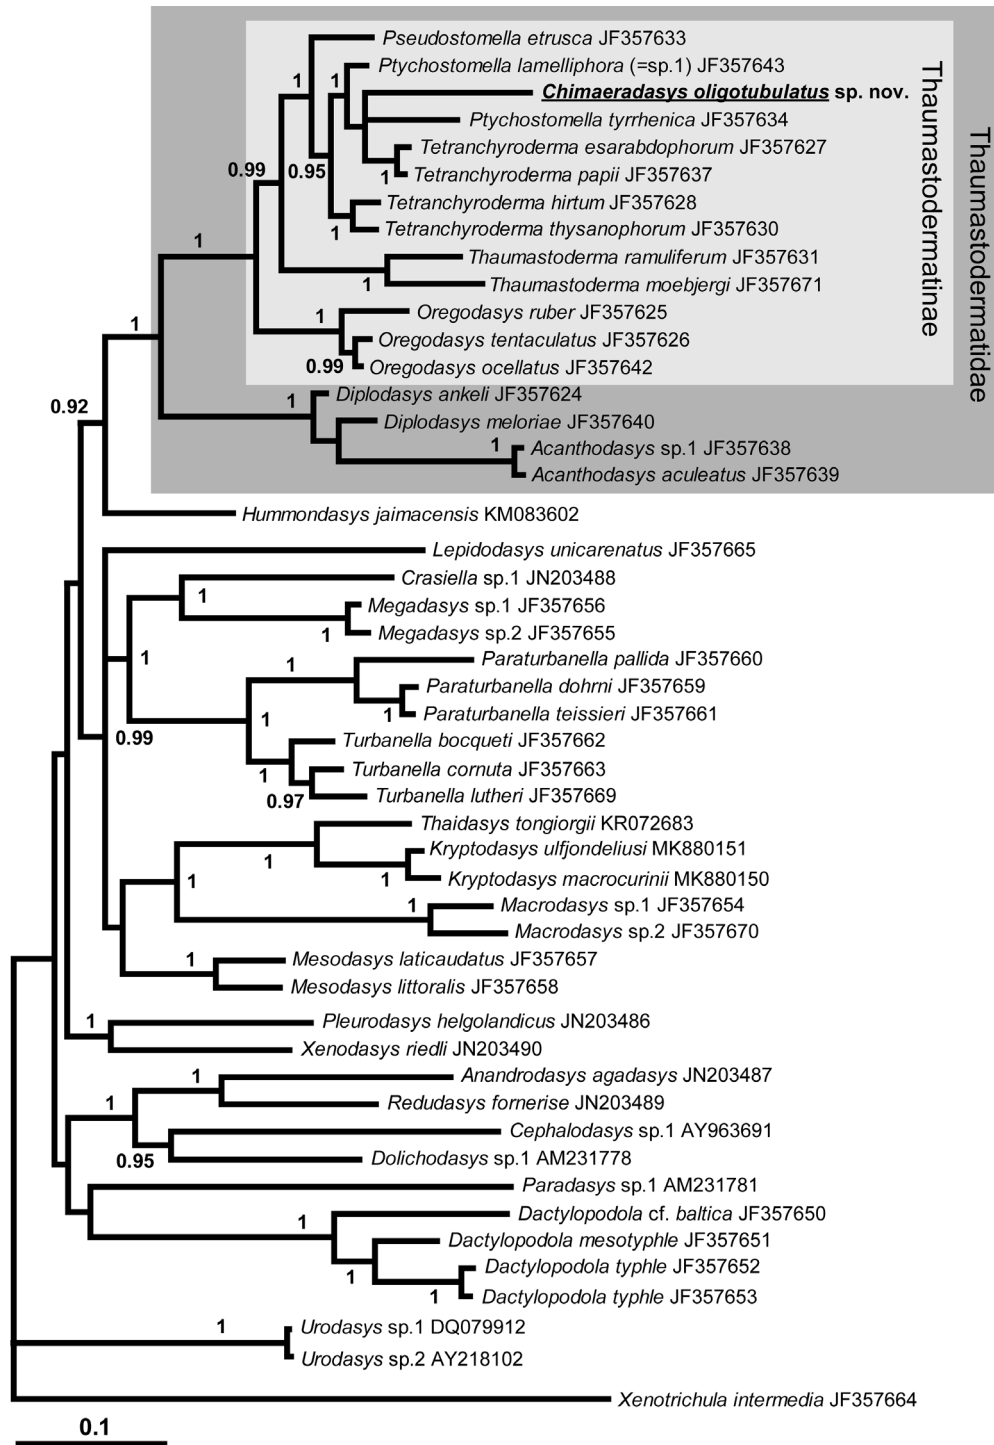 Pseudostomella etrusca JF357633
1
1
Ptychostomella lamelliphora (=sp.1) JF357643
Chimaeradasys oligotubulatus sp. nov.
Ptychostomella tyrrhenica JF357634
Tetranchyroderma esarabdophorum JF357627
0.99
0.95
1
Tetranchyroderma papii JF357637
Tetranchyroderma hirtum JF357628
1
Tetranchyroderma thysanophorum JF357630
1
Thaumastoderma ramuliferum JF357631
1
Thaumastoderma moebjergi JF357671
1
Oregodasys ruber JF357625
Oregodasys tentaculatus JF357626
0.99
Oregodasys ocellatus JF357642
Thaumastodermatinae
Thaumastodermatidae
1
1
Diplodasys ankeli JF357624
0.92
Diplodasys meloriae JF357640
1
Acanthodasys sp.1 JF357638
Acanthodasys aculeatus JF357639
Hummondasys jaimacensis KM083602
Lepidodasys unicarenatus JF357665
Crasiella sp.1 JN203488
1
Megadasys sp.1 JF357656
1
Megadasys sp.2 JF357655
1
1
Paraturbanella pallida JF357660
Paraturbanella dohrni JF357659
1
Paraturbanella teissieri JF357661
1
0.99
Turbanella bocqueti JF357662
1
Turbanella cornuta JF357663
0.97
Turbanella lutheri JF357669
Thaidasys tongiorgii KR072683
1
Kryptodasys ulfjondeliusi MK880151
1
1
Kryptodasys macrocurinii MK880150
1
Macrodasys sp.1 JF357654
Macrodasys sp.2 JF357670
1
Mesodasys laticaudatus JF357657
Mesodasys littoralis JF357658
1
Pleurodasys helgolandicus JN203486
Xenodasys riedli JN203490
1
Anandrodasys agadasys JN203487
1
Redudasys fornerise JN203489
Cephalodasys sp.1 AY963691
0.95
Dolichodasys sp.1 AM231778
Paradasys sp.1 AM231781
1
Dactylopodola cf. baltica JF357650
Dactylopodola mesotyphle JF357651
1
Dactylopodola typhle JF357652
1
Dactylopodola typhle JF357653
1
Urodasys sp.1 DQ079912
Urodasys sp.2 AY218102
Xenotrichula intermedia JF357664
0.1